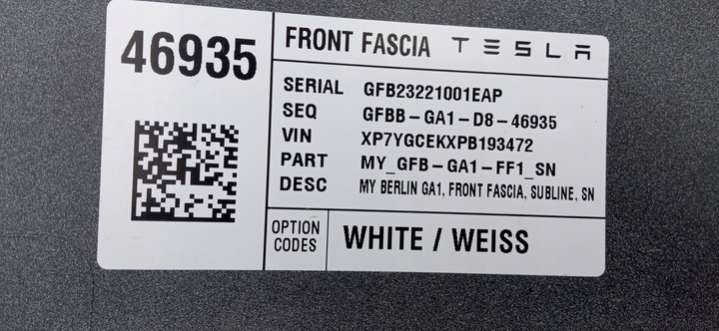 46935
FRONT FASCIA TESLA
SERIAL GFB23221001EAP
SEQ GFBB-GA1-D8-46935
VIN XP7YGCEKXPB193472
PART MY_GFB-GA1-FF1_SN
DESC MY BERLIN GA1, FRONT FASCIA, SUBLINE, SN
OPTION CODES WHITE / WEISS